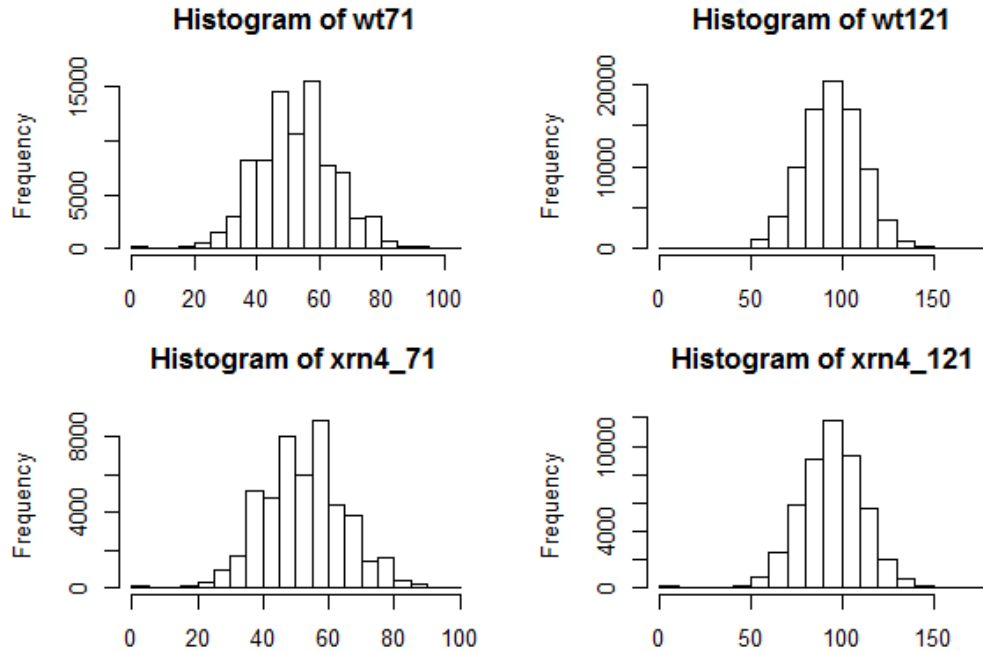 Histogram of wt71
Frequency
0 5000 15000
0 20 40 60 80 100
Histogram of wt121
Frequency
0 10000 20000
0 50 100 150
Histogram of xrn4_71
Frequency
0 4000 8000
0 20 40 60 80 100
Histogram of xrn4_121
Frequency
0 4000 10000
0 50 100 150